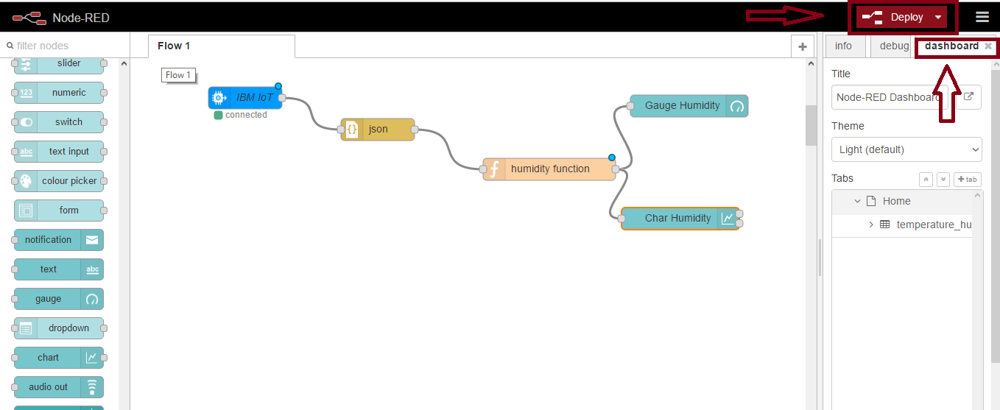 Node-RED
Deploy
filter nodes
slider
123 numeric
switch
abc text input
colour picker
form
notification
text abc
gauge
dropdown
chart
audio out
Flow 1
Flow 1
IBM IoT
connected
json
humidity function
Gauge Humidity
Char Humidity
info
debug
dashboard
Title
Node-RED Dashboard
Theme
Light (default)
Tabs
+ tab
Home
temperature_hu